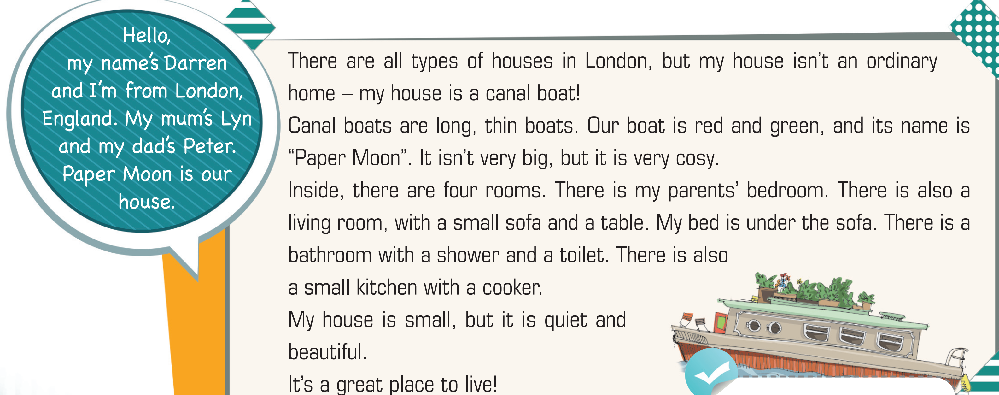 Hello,
my name's Darren
and I'm from London,
England. My mum's Lyn
and my dad's Peter.
Paper Moon is our
house.
There are all types of houses in London, but my house isn't an ordinary
home – my house is a canal boat!
Canal boats are long, thin boats. Our boat is red and green, and its name is
“Paper Moon”. It isn't very big, but it is very cosy.
Inside, there are four rooms. There is my parents' bedroom. There is also a
living room, with a small sofa and a table. My bed is under the sofa. There is a
bathroom with a shower and a toilet. There is also
a small kitchen with a cooker.
My house is small, but it is quiet and
beautiful.
It's a great place to live!